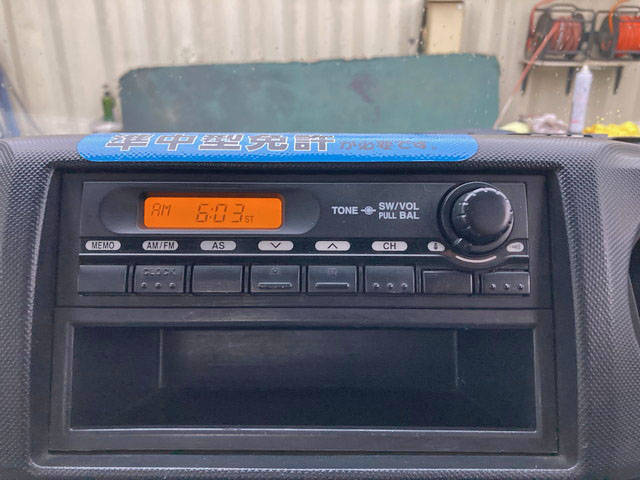 準中型免許
AM 6:03 ST
TONE SW/VOL
PULL BAL
MEMO AM/FM AS CH
CLOCK